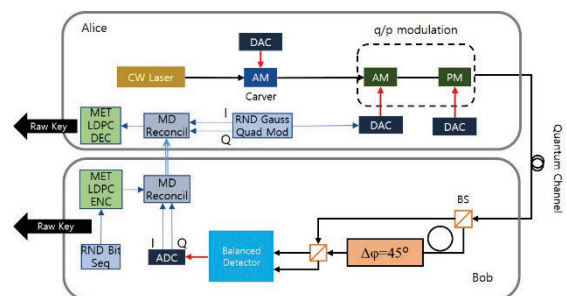 Alice
q/p modulation
DAC
CW Laser
AM
Carver
AM
PM
MET
LDPC
DEC
MD
Reconcil
I
Q
RND Gauss
Quad Mod
DAC
DAC
Raw Key
Quantum Channel
MET
LDPC
ENC
MD
Reconcil
BS
Raw Key
I
Q
RND Bit
Seq
ADC
Balanced
Detector
Δφ=45°
Bob